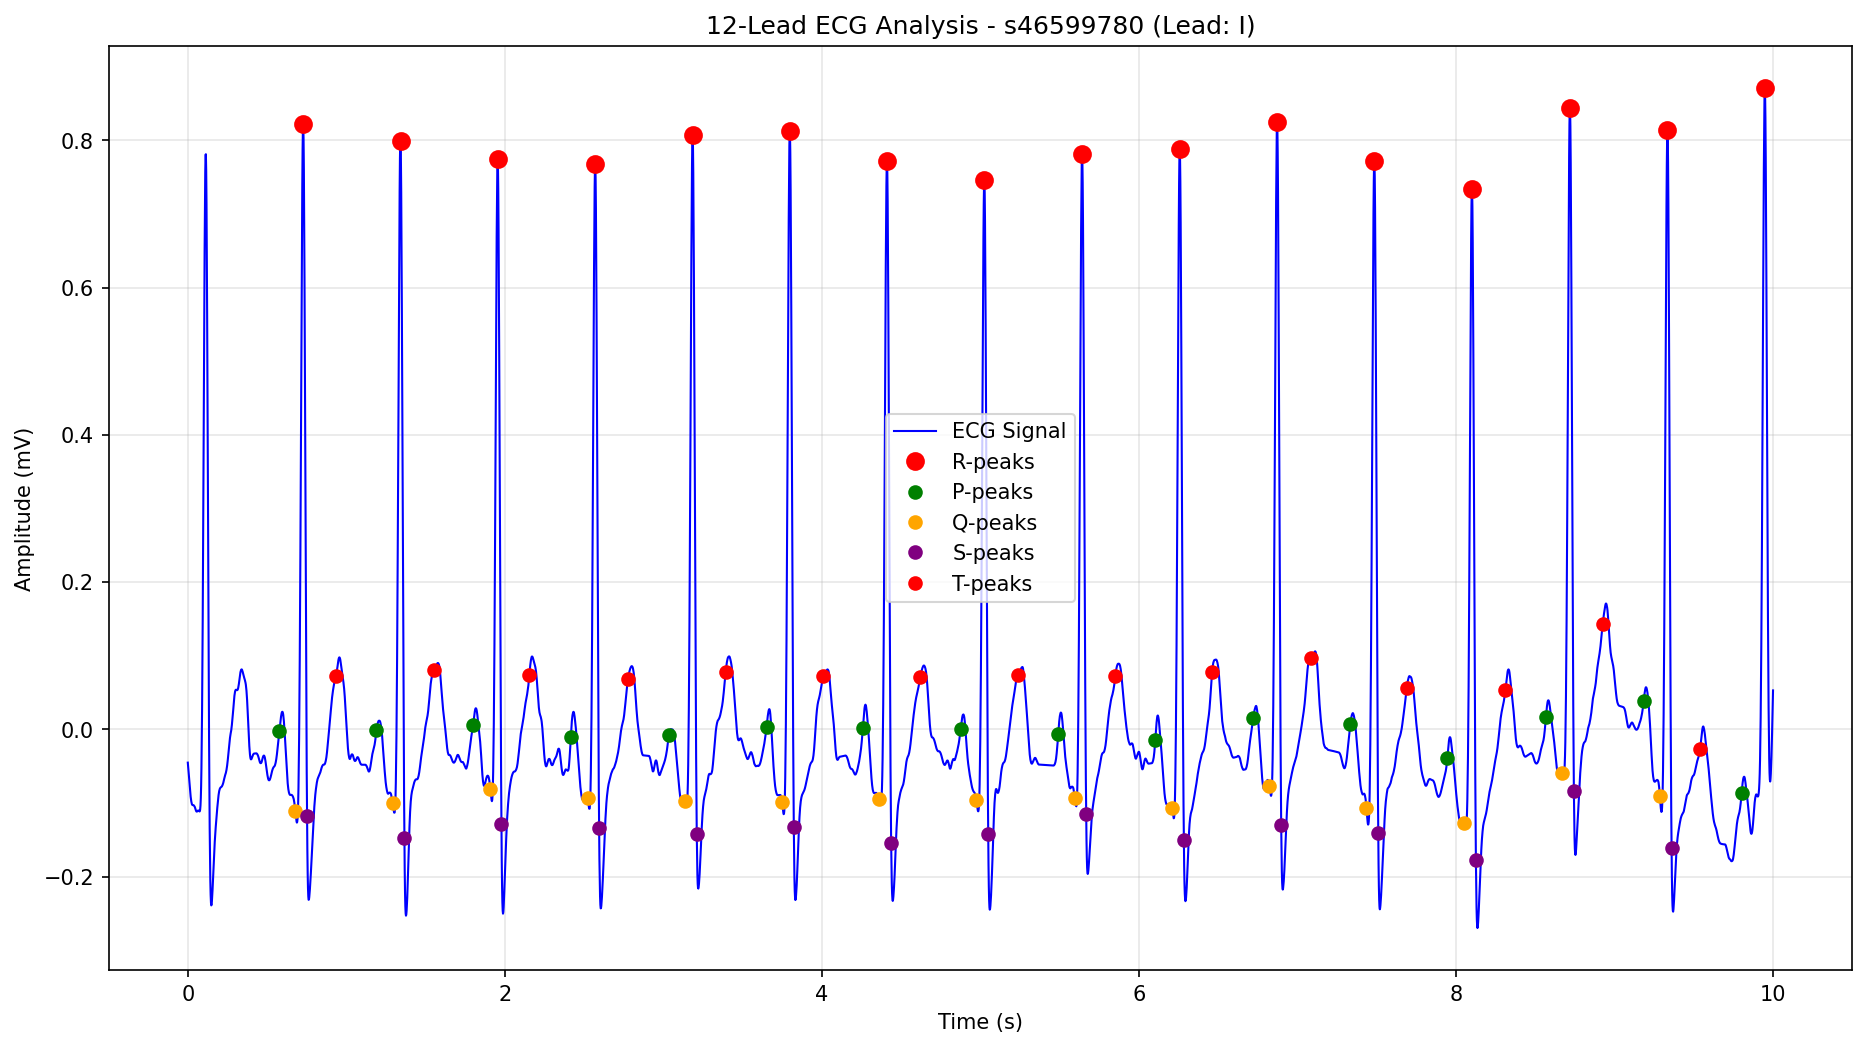 12-Lead ECG Analysis - s46599780 (Lead: I)
Amplitude (mV)
0.8
0.6
0.4
0.2
0.0
−0.2
ECG Signal
R-peaks
P-peaks
Q-peaks
S-peaks
T-peaks
0 2 4 6 8 10
Time (s)